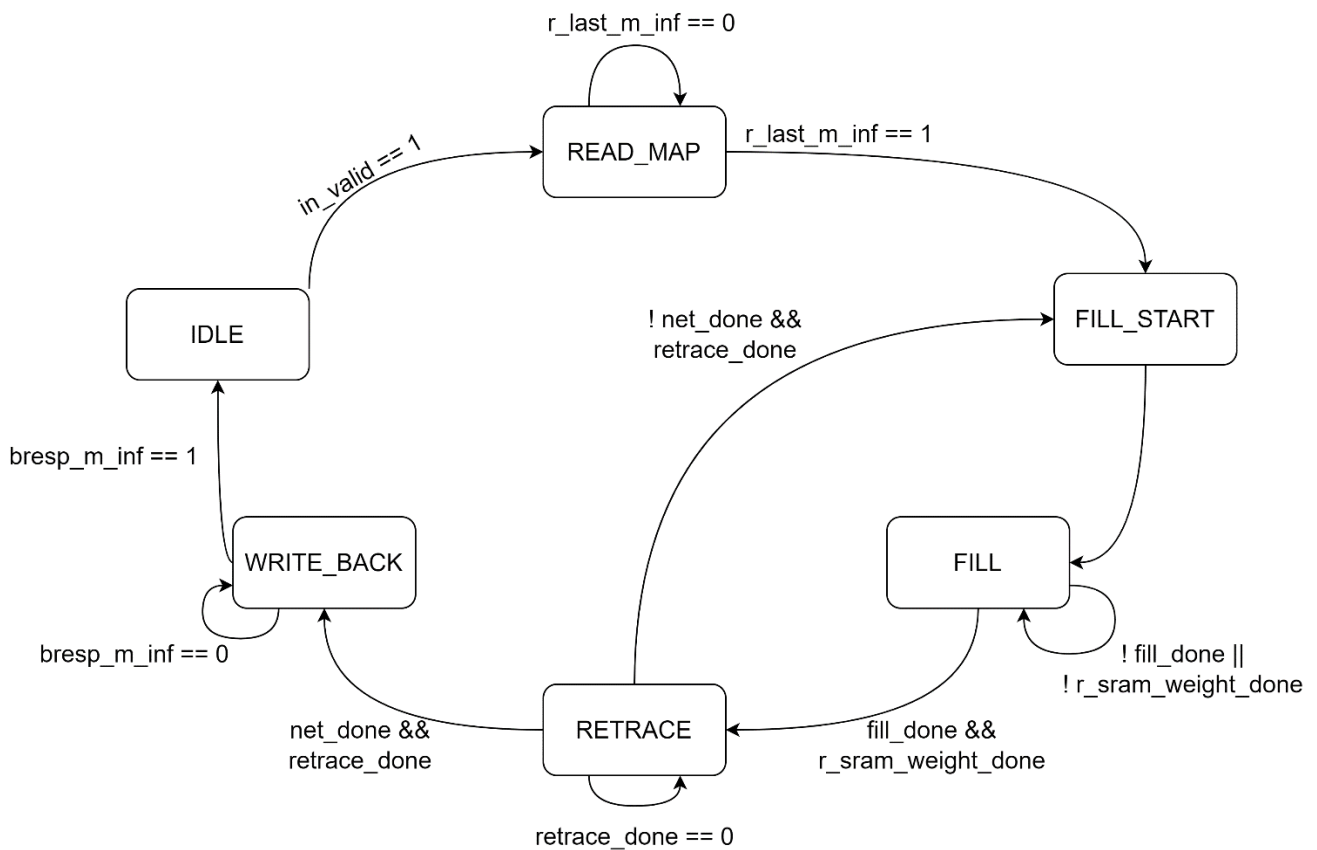 r_last_m_inf == 0
READ_MAP
r_last_m_inf == 1
in_valid == 1
IDLE
! net_done &&
retrace_done
FILL_START
bresp_m_inf == 1
WRITE_BACK
FILL
bresp_m_inf == 0
! fill_done ||
! r_sram_weight_done
net_done &&
retrace_done
RETRACE
fill_done &&
r_sram_weight_done
retrace_done == 0